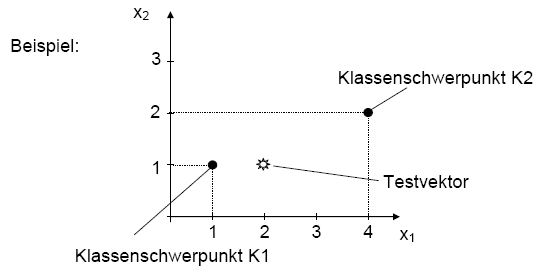 x2
Beispiel:
3
Klassenschwerpunkt K2
2
1
Testvektor
1 2 3 4 x1
Klassenschwerpunkt K1